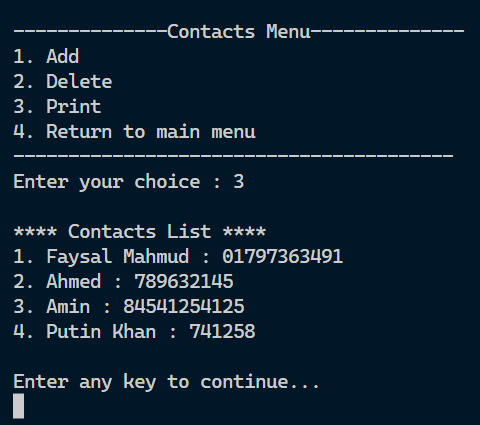 --------------Contacts Menu--------------
1. Add
2. Delete
3. Print
4. Return to main menu
----------------------------------------
Enter your choice : 3
**** Contacts List ****
1. Faysal Mahmud : 01797363491
2. Ahmed : 789632145
3. Amin : 84541254125
4. Putin Khan : 741258
Enter any key to continue...